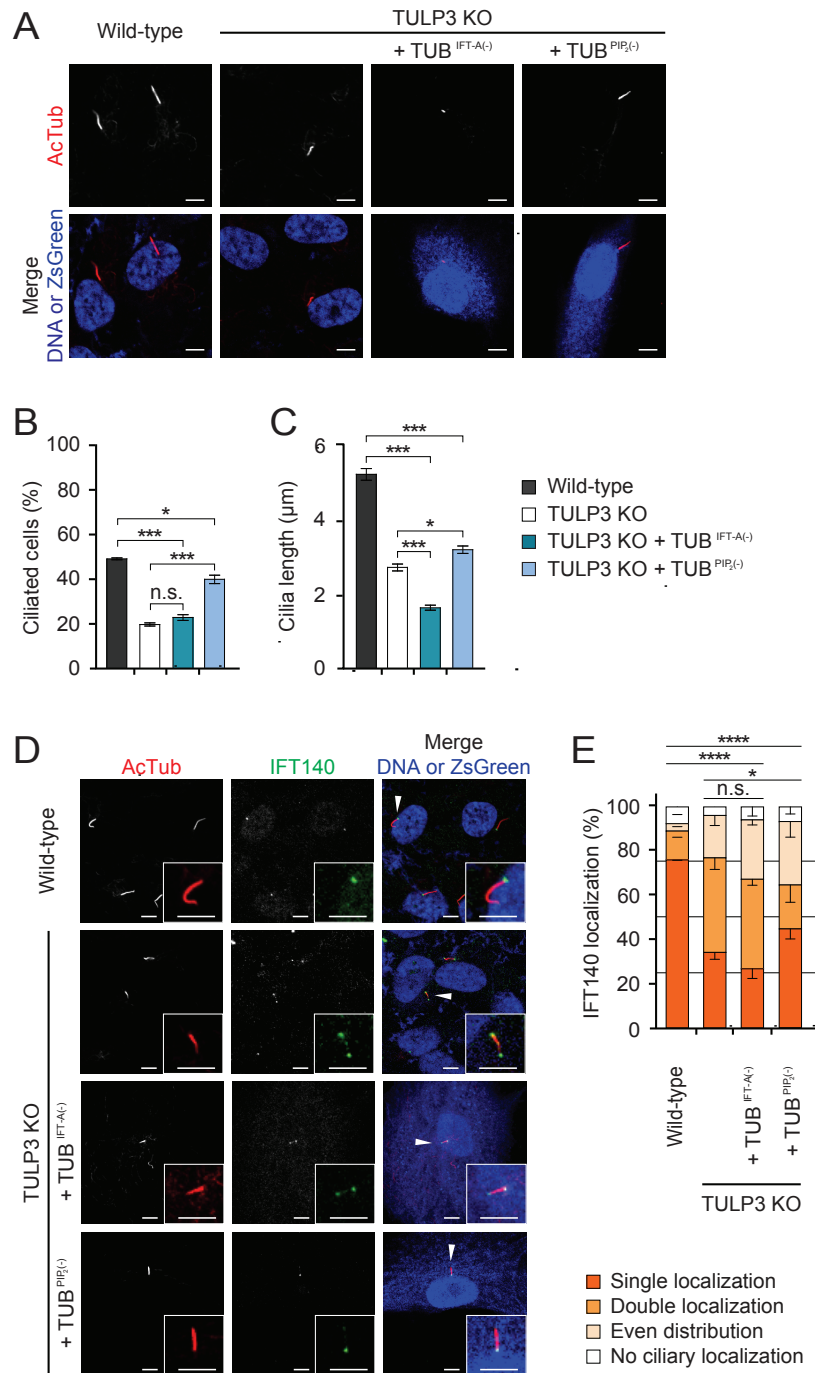 A
Wild-type
TULP3 KO
+ TUB IFT-A(-)
+ TUB PIP₂(-)
AcTub
Merge
DNA or ZsGreen
B
Ciliated cells (%)
100
80
60
40
20
0
*
***
***
n.s.
C
Cilia length (μm)
6
4
2
0
***
***
*
***
Wild-type
TULP3 KO
TULP3 KO + TUB IFT-A(-)
TULP3 KO + TUB PIP₂(-)
D
AcTub
IFT140
Merge
DNA or ZsGreen
Wild-type
TULP3 KO
+ TUB IFT-A(-)
+ TUB PIP₂(-)
E
IFT140 localization (%)
100
80
60
40
20
0
****
****
*
n.s.
Wild-type
+ TUB IFT-A(-)
+ TUB PIP₂(-)
TULP3 KO
Single localization
Double localization
Even distribution
No ciliary localization